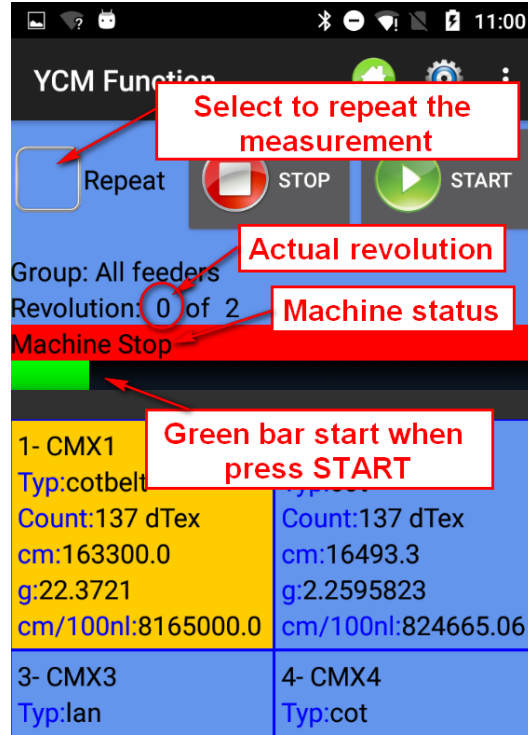 11:00
YCM Function
Select to repeat the
measurement
Repeat
STOP
START
Actual revolution
Group: All feeders
Revolution: 0 of 2
Machine status
Machine Stop
Green bar start when
press START
1- CMX1
Typ:cotbelt
Count:137 dTex
cm:163300.0
g:22.3721
cm/100nl:8165000.0
Count:137 dTex
cm:16493.3
g:2.2595823
cm/100nl:824665.06
3- CMX3
Typ:lan
4- CMX4
Typ:cot